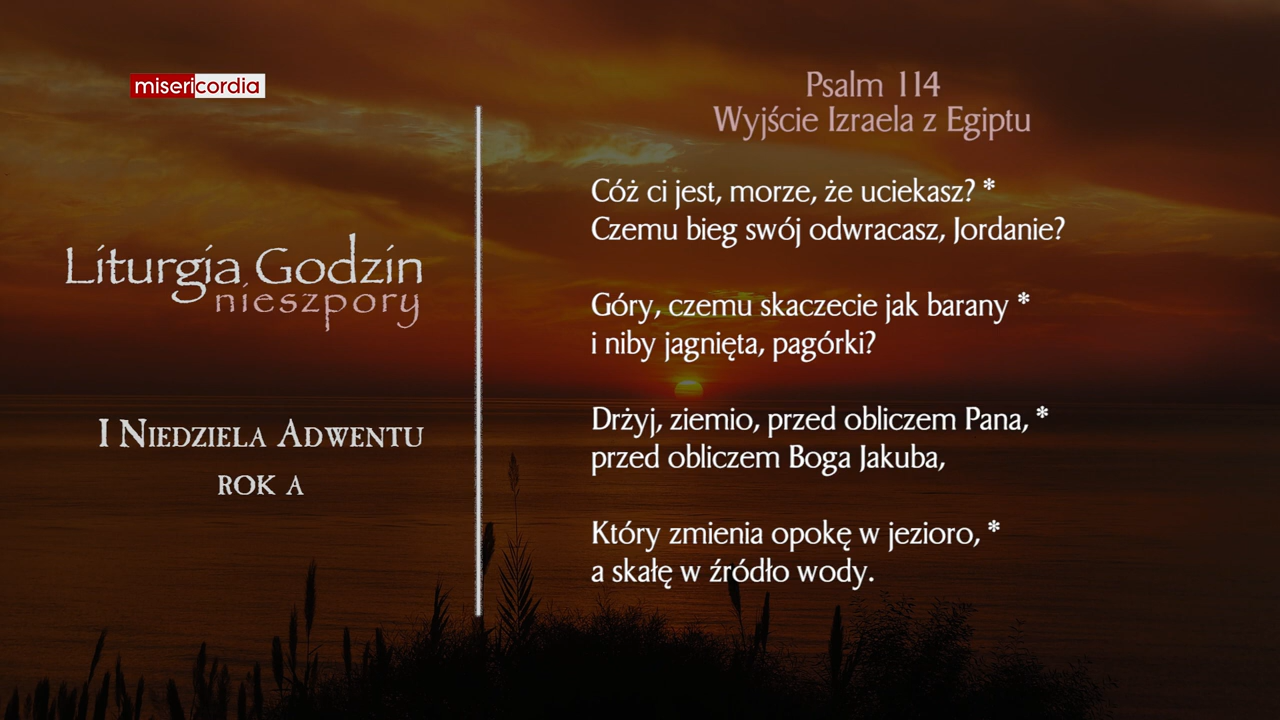 misericordia
Liturgia Godzin
nieszpory
I Niedziela Adwentu
rok A
Psalm 114
Wyjście Izraela z Egiptu
Cóż ci jest, morze, że uciekasz? *
Czemu bieg swój odwracasz, Jordanie?
Góry, czemu skaczecie jak barany *
i niby jagnięta, pagórki?
Drżyj, ziemio, przed obliczem Pana, *
przed obliczem Boga Jakuba,
Który zmienia opokę w jezioro, *
a skałę w źródło wody.